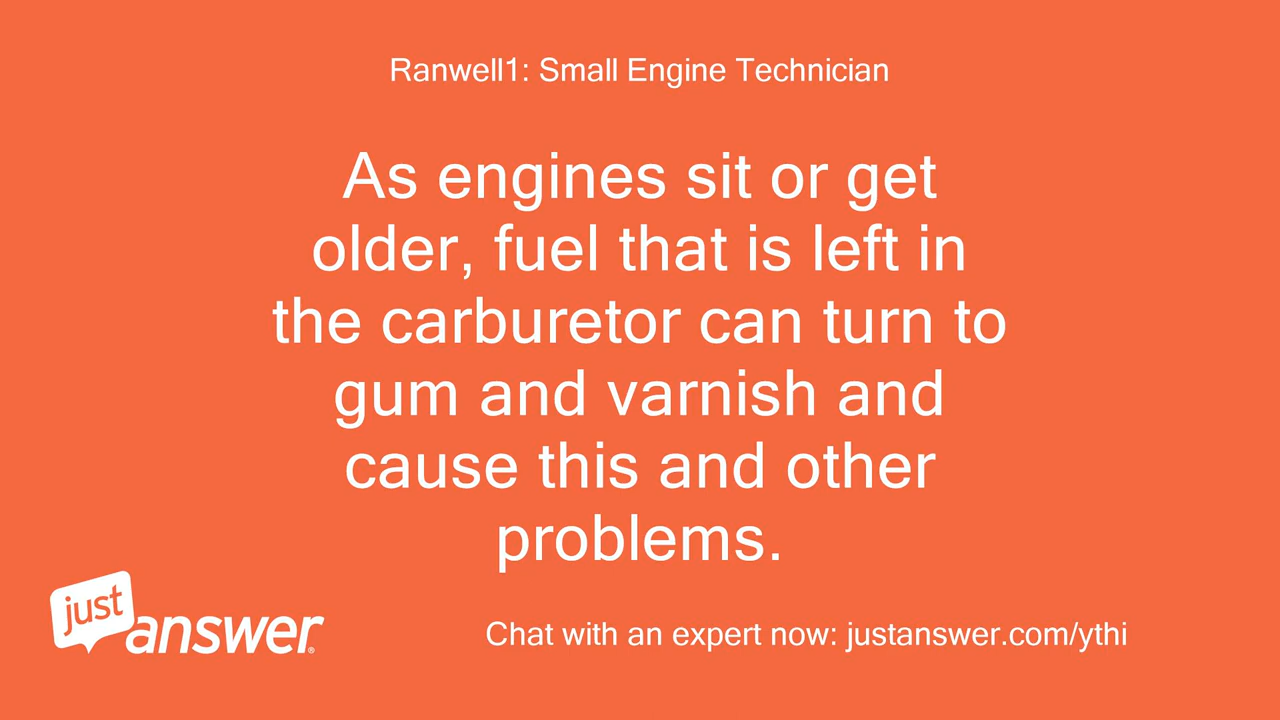 Ranwell1: Small Engine Technician
As engines sit or get
older, fuel that is left in
the carburetor can turn to
gum and varnish and
cause this and other
problems.
just
answer®
Chat with an expert now: justanswer.com/ythi